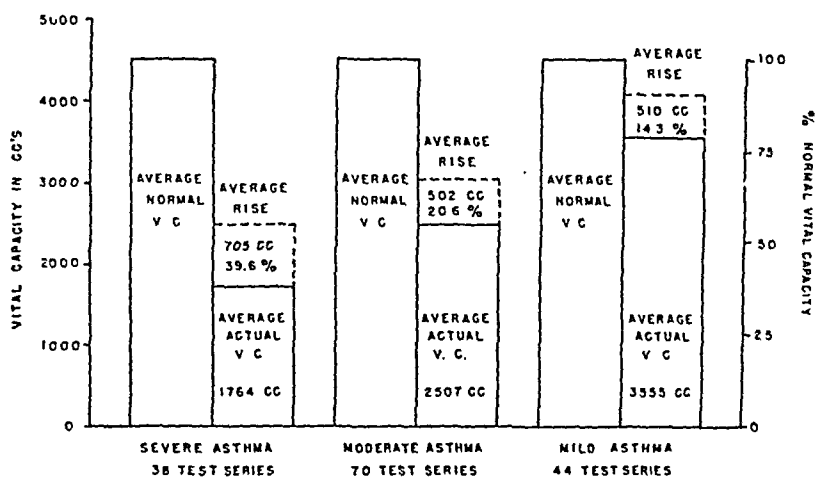 VITAL CAPACITY IN CC'S
5000
4000
3000
2000
1000
0
AVERAGE
NORMAL
V C
AVERAGE
RISE
705 CC
39.6 %
AVERAGE
ACTUAL
V C
1764 CC
SEVERE ASTHMA
38 TEST SERIES
AVERAGE
NORMAL
V C
AVERAGE
RISE
502 CC
20 6 %
AVERAGE
ACTUAL
V. C.
2507 CC
MODERATE ASTHMA
70 TEST SERIES
AVERAGE
NORMAL
V C
AVERAGE
RISE
510 CC
14 3 %
AVERAGE
ACTUAL
V C
3555 CC
MILD ASTHMA
44 TEST SERIES
100
75
50
25
0
% NORMAL VITAL CAPACITY